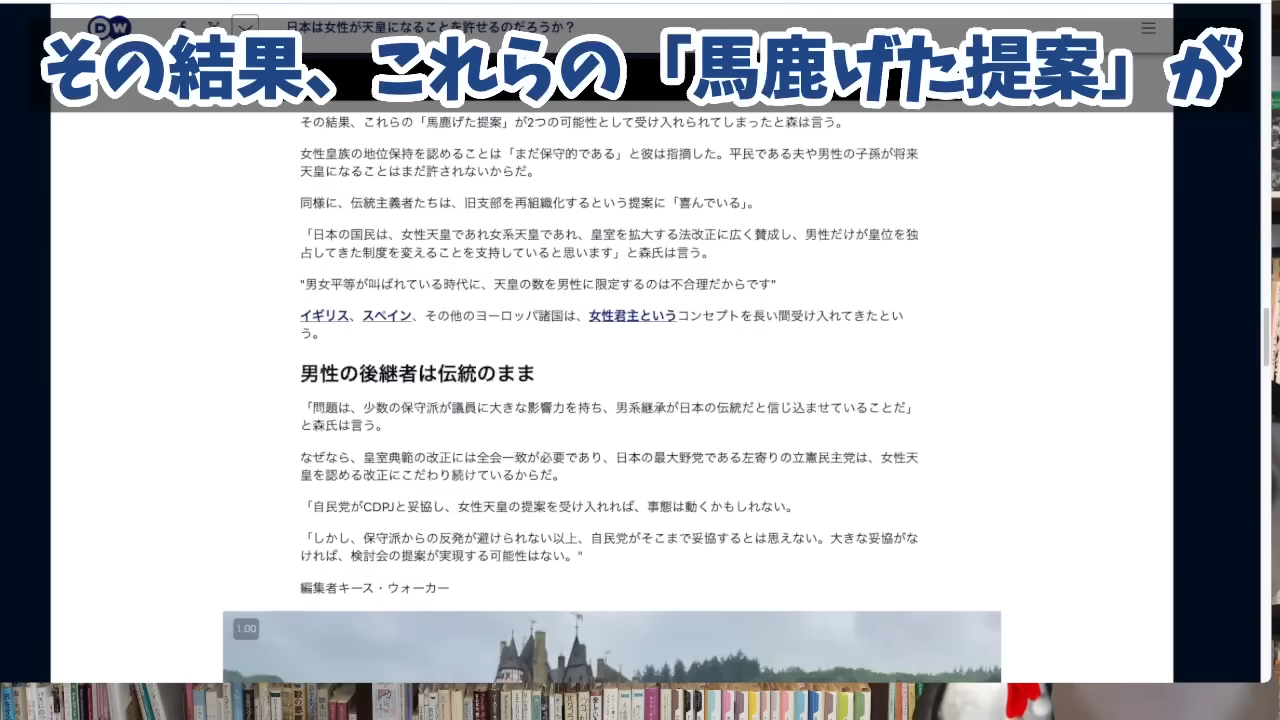 DW
日本は女性が天皇になることを許せるのだろうか？
その結果、これらの「馬鹿げた提案」が
その結果、これらの「馬鹿げた提案」が2つの可能性として受け入れられてしまったと森は言う。
女性皇族の地位保持を認めることは「まだ保守的である」と彼は指摘した。平民である夫や男性の子孫が将来
天皇になることはまだ許されないからだ。
同様に、伝統主義者たちは、旧支部を再組織化するという提案に「喜んでいる」。
「日本の国民は、女性天皇であれ女系天皇であれ、皇室を拡大する法改正に広く賛成し、男性だけが皇位を独
占してきた制度を変えることを支持していると思います」と森氏は言う。
"男女平等が叫ばれている時代に、天皇の数を男性に限定するのは不合理だからです"
イギリス、スペイン、その他のヨーロッパ諸国は、女性君主というコンセプトを長い間受け入れてきたとい
う。
男性の後継者は伝統のまま
「問題は、少数の保守派が議員に大きな影響力を持ち、男系継承が日本の伝統だと信じ込ませていることだ」
と森氏は言う。
なぜなら、皇室典範の改正には全会一致が必要であり、日本の最大野党である左寄りの立憲民主党は、女性天
皇を認める改正にこだわり続けているからだ。
「自民党がCDPJと妥協し、女性天皇の提案を受け入れれば、事態は動くかもしれない。
「しかし、保守派からの反発が避けられない以上、自民党がそこまで妥協するとは思えない。大きな妥協がな
ければ、検討会の提案が実現する可能性はない。"
編集者キース・ウォーカー
1.00